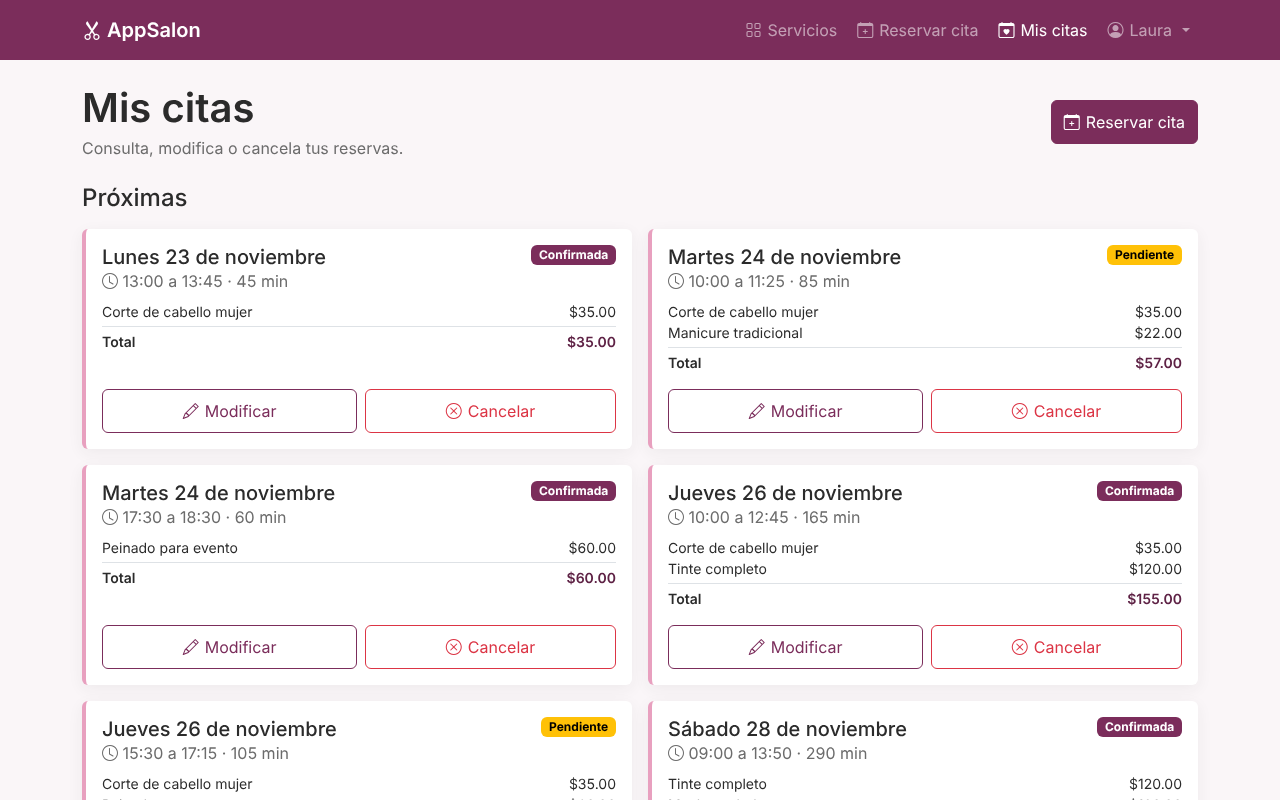 AppSalon
Servicios
Reservar cita
Mis citas
Laura
Mis citas
Consulta, modifica o cancela tus reservas.
Reservar cita
Próximas
Lunes 23 de noviembre
Confirmada
13:00 a 13:45 · 45 min
Corte de cabello mujer $35.00
Total $35.00
Modificar
Cancelar
Martes 24 de noviembre
Pendiente
10:00 a 11:25 · 85 min
Corte de cabello mujer $35.00
Manicure tradicional $22.00
Total $57.00
Modificar
Cancelar
Martes 24 de noviembre
Confirmada
17:30 a 18:30 · 60 min
Peinado para evento $60.00
Total $60.00
Modificar
Cancelar
Jueves 26 de noviembre
Confirmada
10:00 a 12:45 · 165 min
Corte de cabello mujer $35.00
Tinte completo $120.00
Total $155.00
Modificar
Cancelar
Jueves 26 de noviembre
Pendiente
15:30 a 17:15 · 105 min
Corte de cabello mujer $35.00
Sábado 28 de noviembre
Confirmada
09:00 a 13:50 · 290 min
Tinte completo $120.00